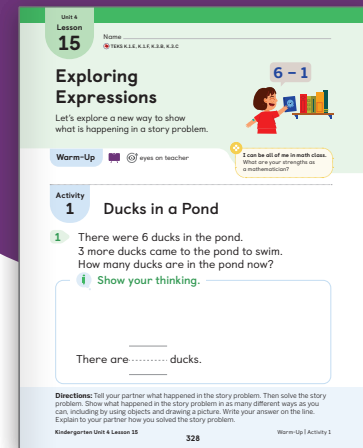 Unit 4
Lesson
15
Name
TEKS K.1.E, K.1.F, K.3.B, K.3.C
Exploring
Expressions
6 – 1
Let's explore a new way to show
what is happening in a story problem.
Warm-Up
eyes on teacher
I can be all of me in math class.
What are your strengths as
a mathematician?
Activity
1
Ducks in a Pond
1 There were 6 ducks in the pond.
3 more ducks came to the pond to swim.
How many ducks are in the pond now?
Show your thinking.
There are ducks.
Directions: Tell your partner what happened in the story problem. Then solve the story
problem. Show what happened in the story problem in as many different ways as you
can, including by using objects and drawing a picture. Write your answer on the line.
Explain to your partner how you solved the story problem.
Kindergarten Unit 4 Lesson 15
Warm-Up | Activity 1
328